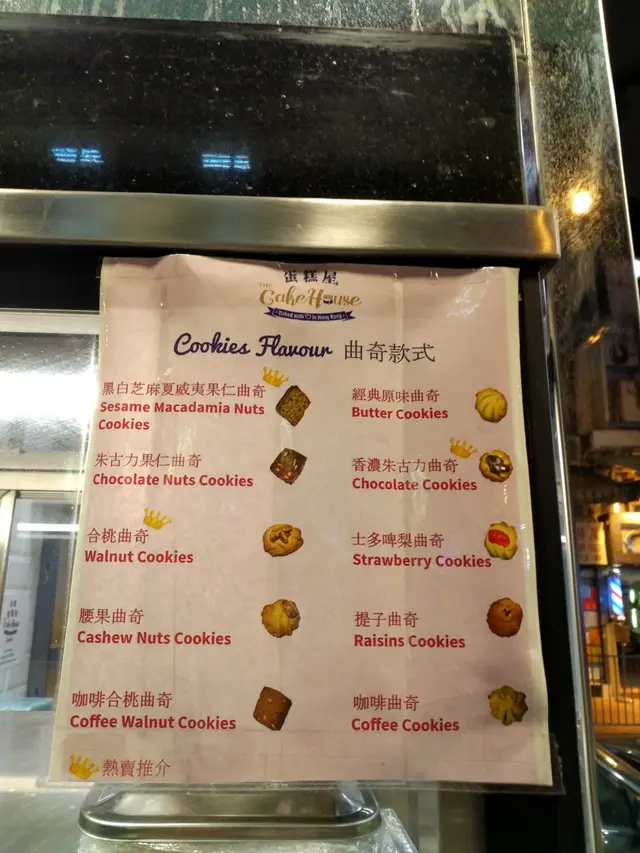 蛋糕屋
THE
Cake House
Baked with ♡ in Hong Kong
Cookies Flavour 曲奇款式
黑白芝麻夏威夷果仁曲奇
Sesame Macadamia Nuts
Cookies
朱古力果仁曲奇
Chocolate Nuts Cookies
合桃曲奇
Walnut Cookies
腰果曲奇
Cashew Nuts Cookies
咖啡合桃曲奇
Coffee Walnut Cookies
經典原味曲奇
Butter Cookies
香濃朱古力曲奇
Chocolate Cookies
士多啤梨曲奇
Strawberry Cookies
提子曲奇
Raisins Cookies
咖啡曲奇
Coffee Cookies
熱賣推介